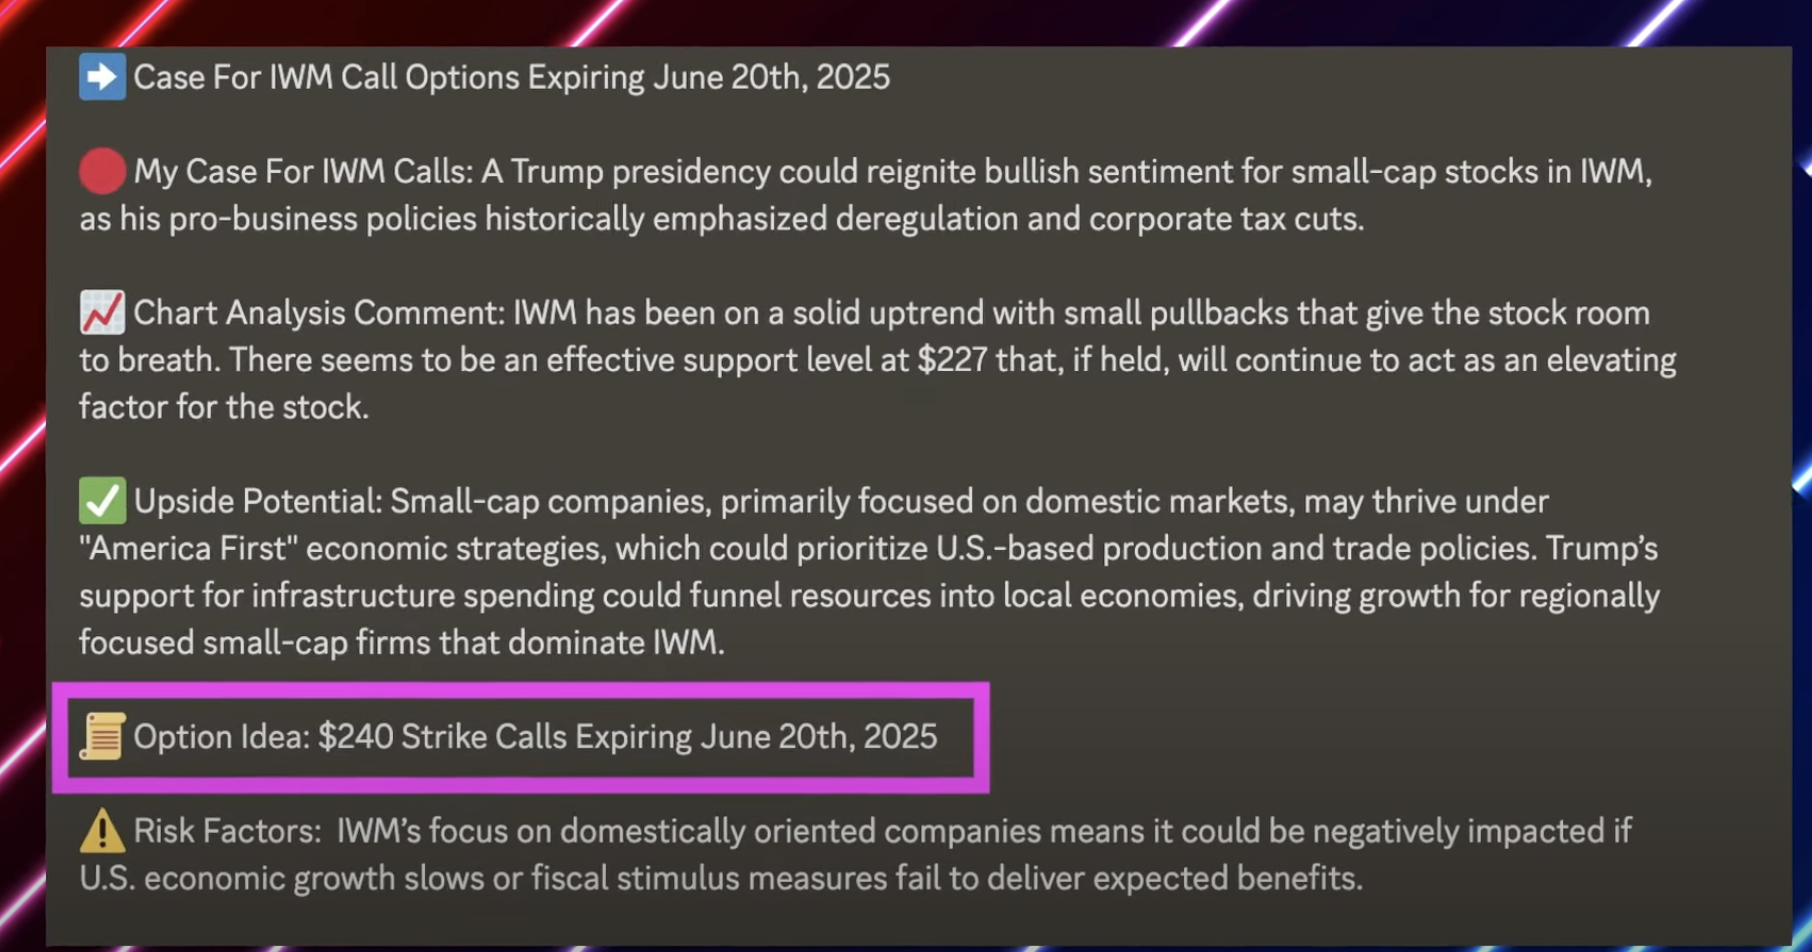 Case For IWM Call Options Expiring June 20th, 2025
My Case For IWM Calls: A Trump presidency could reignite bullish sentiment for small-cap stocks in IWM,
as his pro-business policies historically emphasized deregulation and corporate tax cuts.
Chart Analysis Comment: IWM has been on a solid uptrend with small pullbacks that give the stock room
to breath. There seems to be an effective support level at $227 that, if held, will continue to act as an elevating
factor for the stock.
Upside Potential: Small-cap companies, primarily focused on domestic markets, may thrive under
"America First" economic strategies, which could prioritize U.S.-based production and trade policies. Trump's
support for infrastructure spending could funnel resources into local economies, driving growth for regionally
focused small-cap firms that dominate IWM.
Option Idea: $240 Strike Calls Expiring June 20th, 2025
Risk Factors: IWM's focus on domestically oriented companies means it could be negatively impacted if
U.S. economic growth slows or fiscal stimulus measures fail to deliver expected benefits.